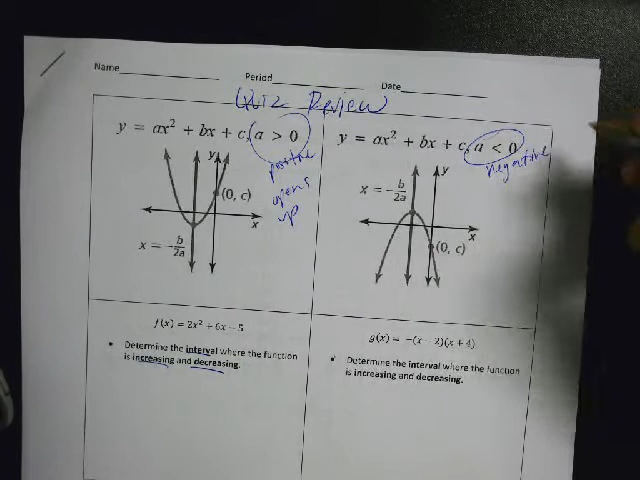 Name Period Date
Quiz Review
y = ax² + bx + c, a > 0
positive
opens
up
y
(0, c)
x
x = -b/2a
y = ax² + bx + c, a < 0
negative
y
x = -b/2a
x
(0, c)
f(x) = 2x² + 6x - 5
• Determine the interval where the function
is increasing and decreasing.
g(x) = -(x - 2)(x + 4)
• Determine the interval where the function
is increasing and decreasing.